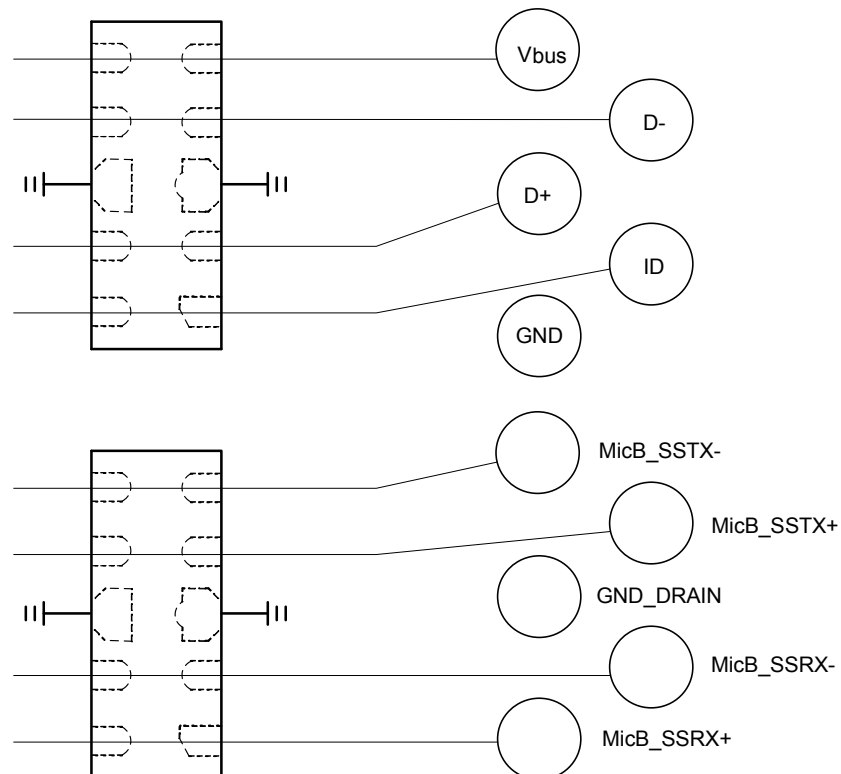 Vbus
D-
D+
ID
GND
MicB_SSTX-
MicB_SSTX+
GND_DRAIN
MicB_SSRX-
MicB_SSRX+